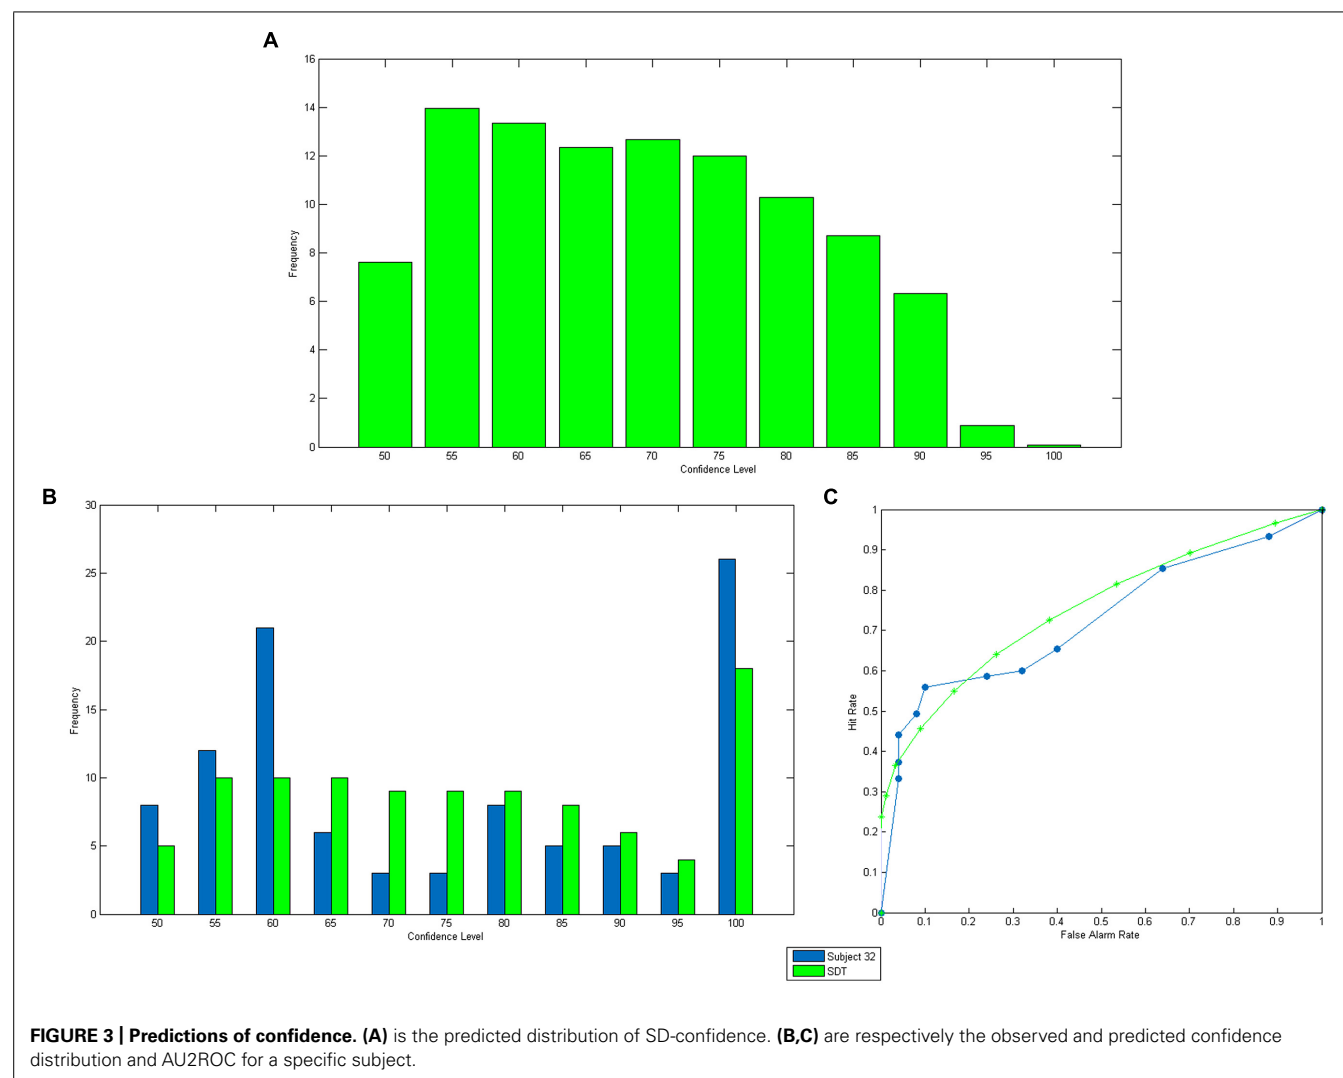 A
16
14
12
10
8
6
4
2
0
Frequency
50 55 60 65 70 75 80 85 90 95 100
Confidence Level
B
30
25
20
15
10
5
0
Frequency
50 55 60 65 70 75 80 85 90 95 100
Confidence Level
C
1
0.9
0.8
0.7
0.6
0.5
0.4
0.3
0.2
0.1
0
Hit Rate
0 0.1 0.2 0.3 0.4 0.5 0.6 0.7 0.8 0.9 1
False Alarm Rate
Subject 32
SDT
FIGURE 3 | Predictions of confidence. (A) is the predicted distribution of SD-confidence. (B,C) are respectively the observed and predicted confidence
distribution and AU2ROC for a specific subject.